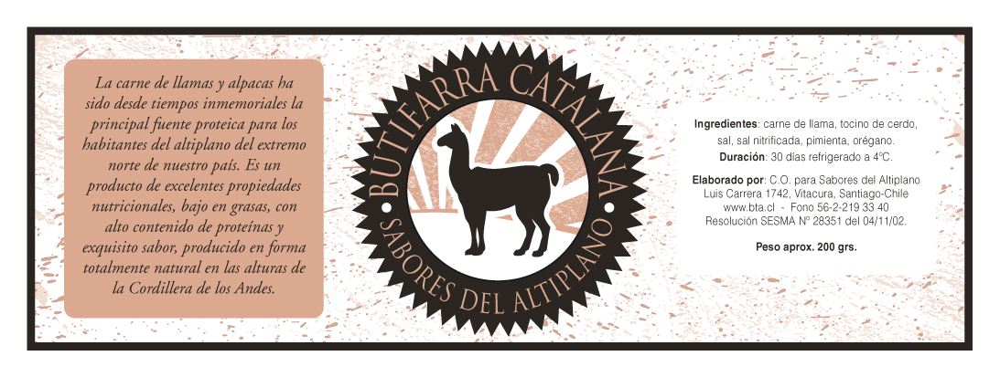 La carne de llamas y alpacas ha
sido desde tiempos inmemoriales la
principal fuente proteica para los
habitantes del altiplano del extremo
norte de nuestro país. Es un
producto de excelentes propiedades
nutricionales, bajo en grasas, con
alto contenido de proteínas y
exquisito sabor, producido en forma
totalmente natural en las alturas de
la Cordillera de los Andes.
BUTIFARRA CATALANA
SABORES DEL ALTIPLANO
Ingredientes: carne de llama, tocino de cerdo,
sal, sal nitrificada, pimienta, orégano.
Duración: 30 días refrigerado a 4ºC.
Elaborado por: C.O. para Sabores del Altiplano
Luis Carrera 1742, Vitacura, Santiago-Chile
www.bta.cl - Fono 56-2-219 33 40
Resolución SESMA Nº 28351 del 04/11/02.
Peso aprox. 200 grs.